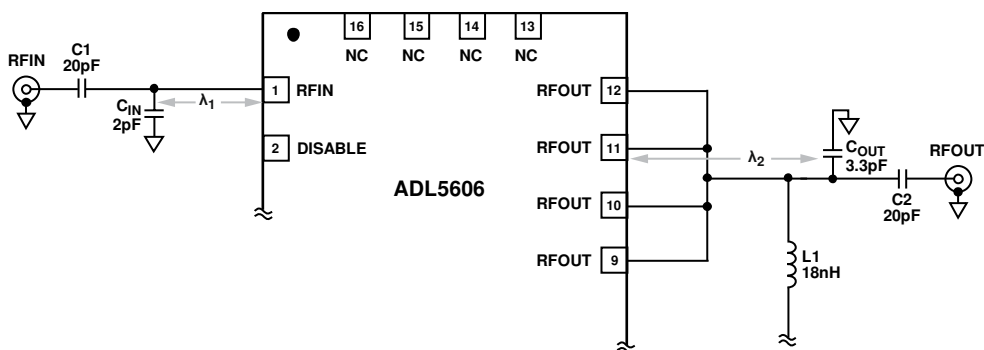 16 15 14 13
NC NC NC NC
C1
20pF
RFIN
1 RFIN
λ1
CIN
2pF
2 DISABLE
ADL5606
RFOUT 12
RFOUT 11
RFOUT 10
RFOUT 9
λ2
COUT
3.3pF
RFOUT
C2
20pF
L1
18nH